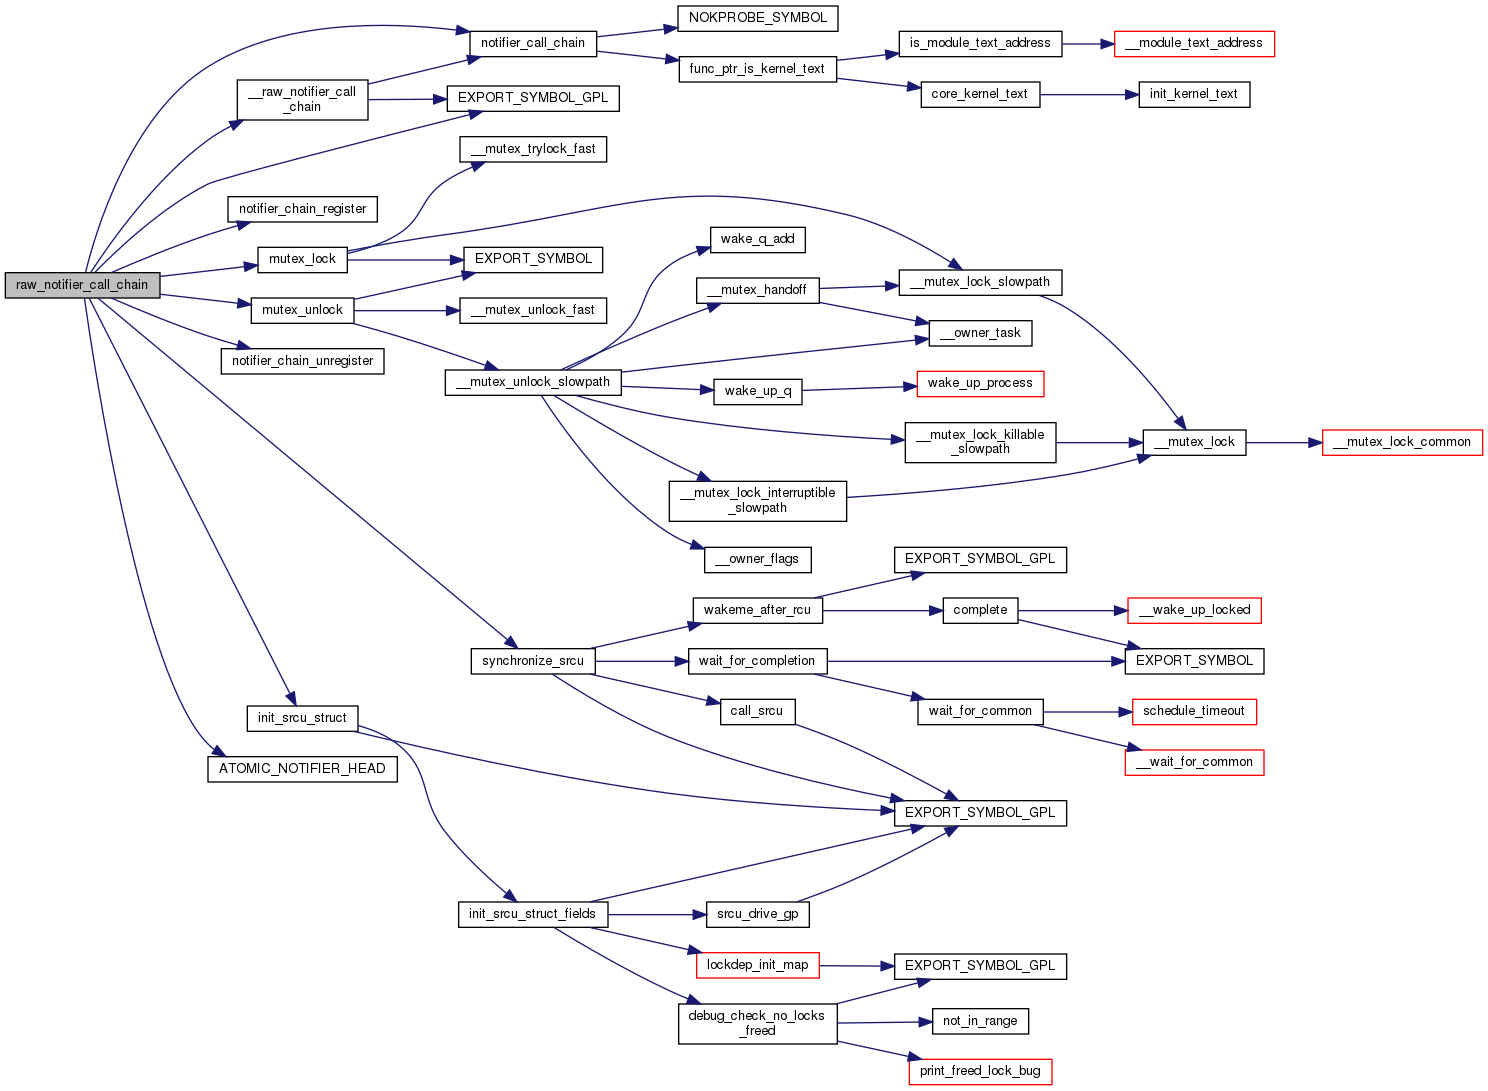 NOKPROBE_SYMBOL
notifier_call_chain
is_module_text_address
__module_text_address
func_ptr_is_kernel_text
__raw_notifier_call
_chain
EXPORT_SYMBOL_GPL
core_kernel_text
init_kernel_text
__mutex_trylock_fast
notifier_chain_register
wake_q_add
mutex_lock
EXPORT_SYMBOL
raw_notifier_call_chain
__mutex_handoff
__mutex_lock_slowpath
mutex_unlock
__mutex_unlock_fast
__owner_task
notifier_chain_unregister
__mutex_unlock_slowpath
wake_up_q
wake_up_process
__mutex_lock_killable
_slowpath
__mutex_lock
__mutex_lock_common
__mutex_lock_interruptible
_slowpath
__owner_flags
EXPORT_SYMBOL_GPL
wakeme_after_rcu
complete
__wake_up_locked
synchronize_srcu
wait_for_completion
EXPORT_SYMBOL
init_srcu_struct
call_srcu
wait_for_common
schedule_timeout
ATOMIC_NOTIFIER_HEAD
__wait_for_common
EXPORT_SYMBOL_GPL
init_srcu_struct_fields
srcu_drive_gp
lockdep_init_map
EXPORT_SYMBOL_GPL
debug_check_no_locks
_freed
not_in_range
print_freed_lock_bug